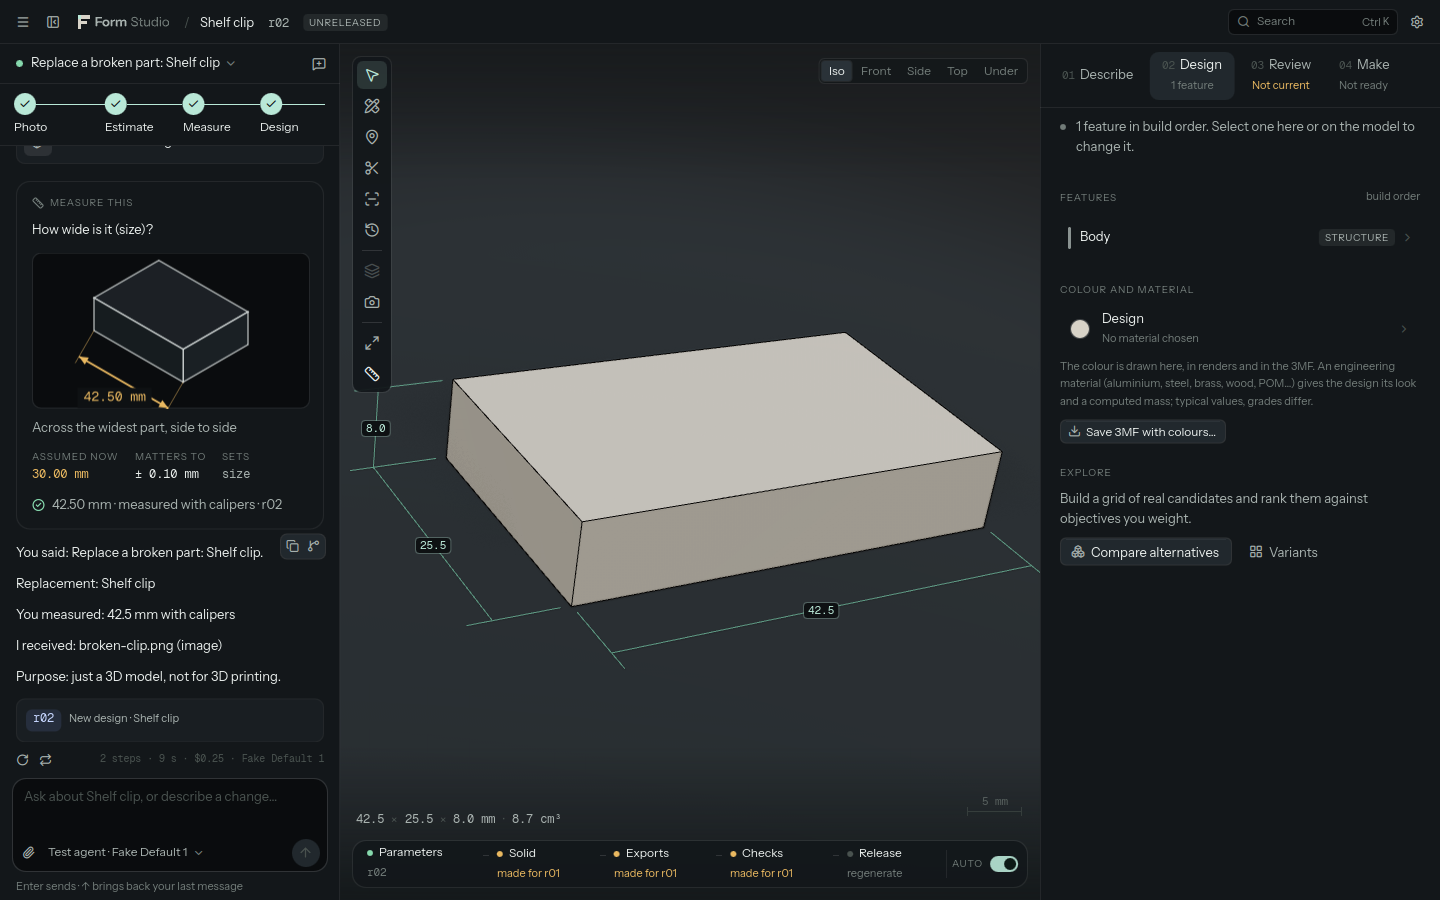 Form Studio / Shelf clip r02 UNRELEASED
Search Ctrl K
Replace a broken part: Shelf clip
Photo Estimate Measure Design
MEASURE THIS
How wide is it (size)?
42.50 mm
Across the widest part, side to side
ASSUMED NOW MATTERS TO SETS
30.00 mm ± 0.10 mm size
42.50 mm · measured with calipers · r02
You said: Replace a broken part: Shelf clip.
Replacement: Shelf clip
You measured: 42.5 mm with calipers
I received: broken-clip.png (image)
Purpose: just a 3D model, not for 3D printing.
r02 New design · Shelf clip
2 steps · 9 s · $0.25 · Fake Default 1
Ask about Shelf clip, or describe a change...
Test agent · Fake Default 1
Enter sends · ↑ brings back your last message
Iso Front Side Top Under
8.0
25.5
42.5
5 mm
42.5 × 25.5 × 8.0 mm · 8.7 cm³
Parameters Solid Exports Checks Release
r02 made for r01 made for r01 made for r01 regenerate
AUTO
01 Describe 02 Design 03 Review 04 Make
1 feature Not current Not ready
1 feature in build order. Select one here or on the model to
change it.
FEATURES build order
Body STRUCTURE
COLOUR AND MATERIAL
Design
No material chosen
The colour is drawn here, in renders and in the 3MF. An engineering
material (aluminium, steel, brass, wood, POM...) gives the design its look
and a computed mass; typical values, grades differ.
Save 3MF with colours...
EXPLORE
Build a grid of real candidates and rank them against
objectives you weight.
Compare alternatives Variants